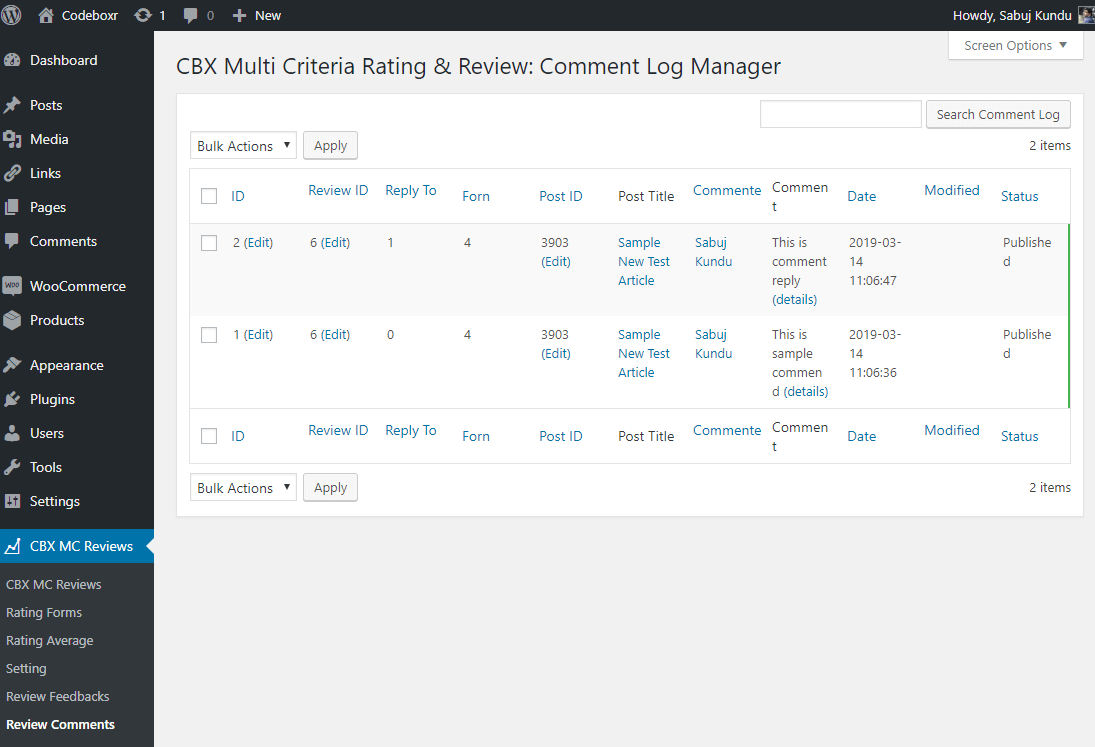 Codeboxr 1 0 New Howdy, Sabuj Kundu
Screen Options
Dashboard
Posts
Media
Links
Pages
Comments
WOO WooCommerce
Products
Appearance
Plugins
Users
Tools
Settings
CBX MC Reviews
CBX MC Reviews
Rating Forms
Rating Average
Setting
Review Feedbacks
Review Comments
CBX Multi Criteria Rating & Review: Comment Log Manager
Search Comment Log
Bulk Actions Apply 2 items
ID Review ID Reply To Forn Post ID Post Title Commente Commen Date Modified Status
t
2 (Edit) 6 (Edit) 1 4 3903 Sample Sabuj This is 2019-03- Publishe
(Edit) New Test Kundu comment 14 d
Article reply 11:06:47
(details)
1 (Edit) 6 (Edit) 0 4 3903 Sample Sabuj This is 2019-03- Publishe
(Edit) New Test Kundu sample 14 d
Article commen 11:06:36
d (details)
ID Review ID Reply To Forn Post ID Post Title Commente Commen Date Modified Status
t
Bulk Actions Apply 2 items